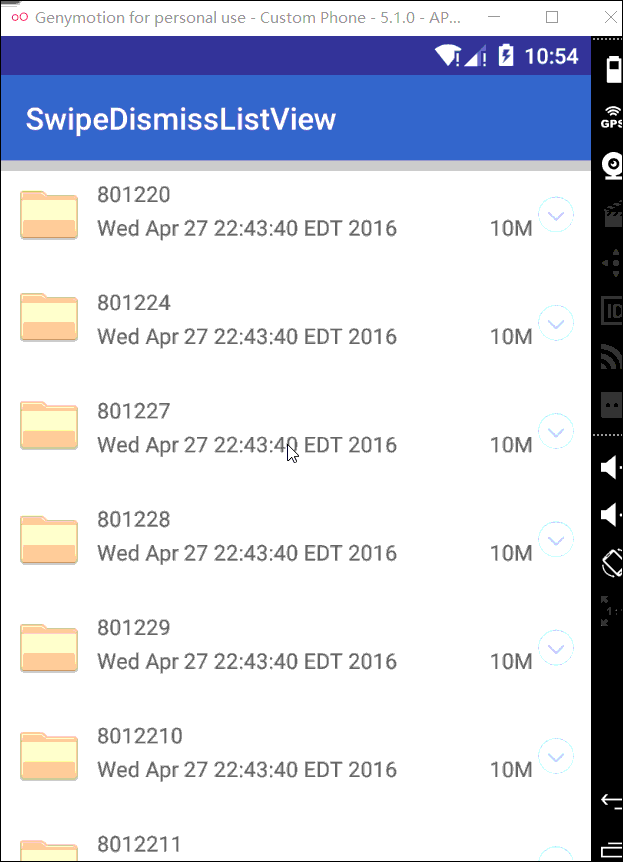 Genymotion for personal use - Custom Phone - 5.1.0 - AP...
10:54
SwipeDismissListView
801220
Wed Apr 27 22:43:40 EDT 2016 10M
801224
Wed Apr 27 22:43:40 EDT 2016 10M
801227
Wed Apr 27 22:43:40 EDT 2016 10M
801228
Wed Apr 27 22:43:40 EDT 2016 10M
801229
Wed Apr 27 22:43:40 EDT 2016 10M
8012210
Wed Apr 27 22:43:40 EDT 2016 10M
8012211
GPS
ID
1: